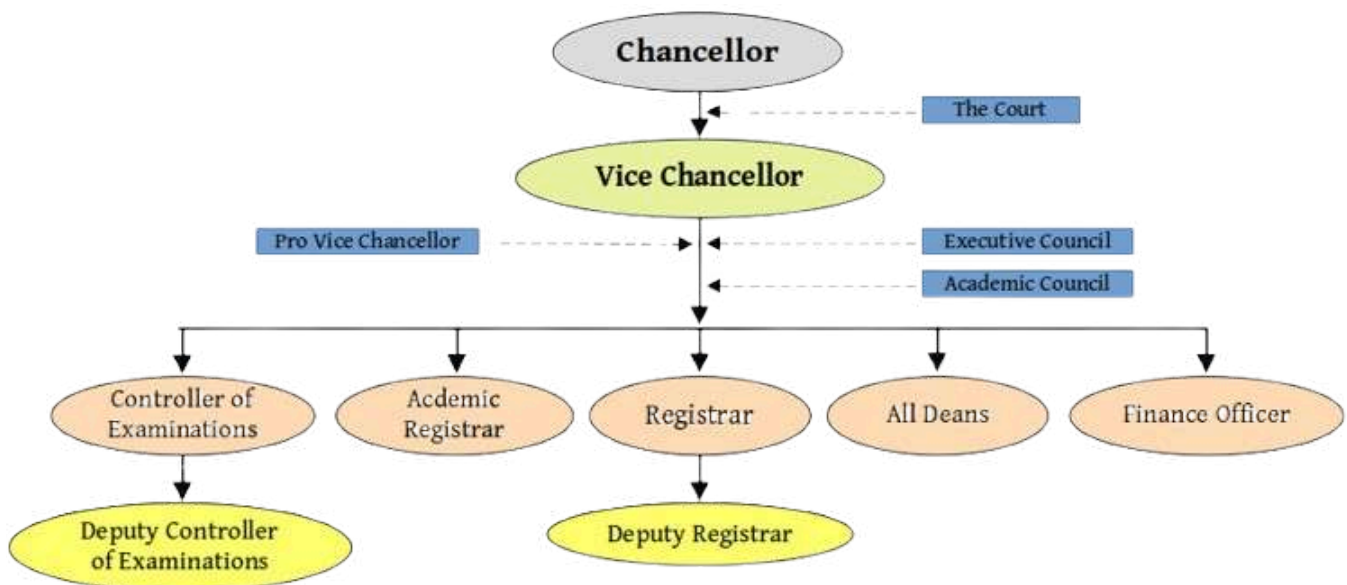 Chancellor
The Court
Vice Chancellor
Pro Vice Chancellor
Executive Council
Academic Council
Controller of
Examinations
Acdemic
Registrar
Registrar
All Deans
Finance Officer
Deputy Controller
of Examinations
Deputy Registrar